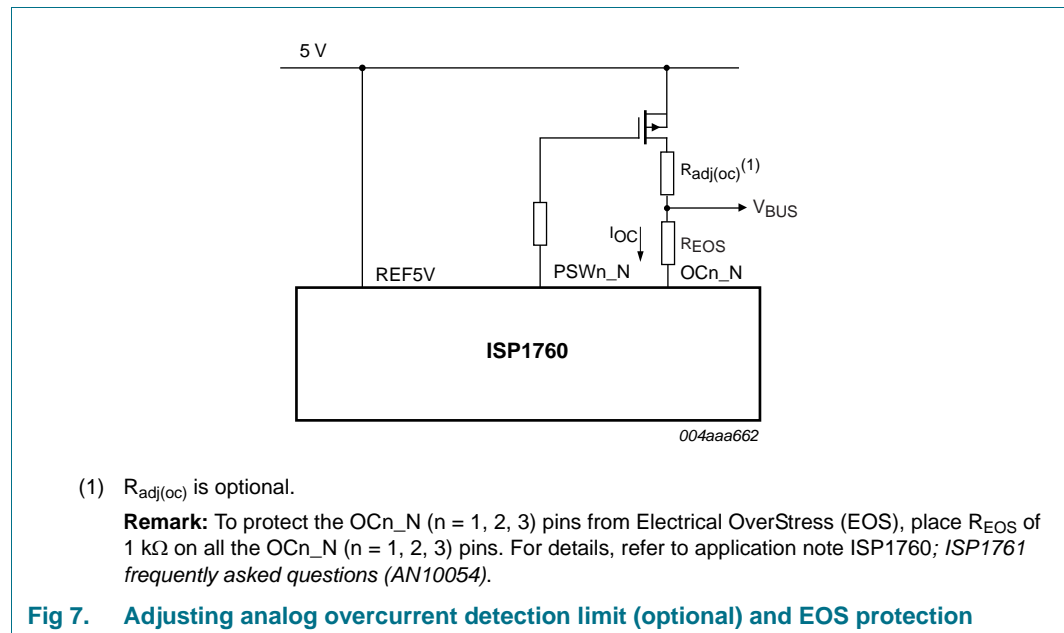 5 V
R_adj(oc)(1)
V_BUS
I_OC
R_EOS
REF5V
PSWn_N
OCn_N
ISP1760
004aaa662
(1) R_adj(oc) is optional.
Remark: To protect the OCn_N (n = 1, 2, 3) pins from Electrical OverStress (EOS), place R_EOS of
1 kΩ on all the OCn_N (n = 1, 2, 3) pins. For details, refer to application note ISP1760; ISP1761
frequently asked questions (AN10054).
Fig 7. Adjusting analog overcurrent detection limit (optional) and EOS protection